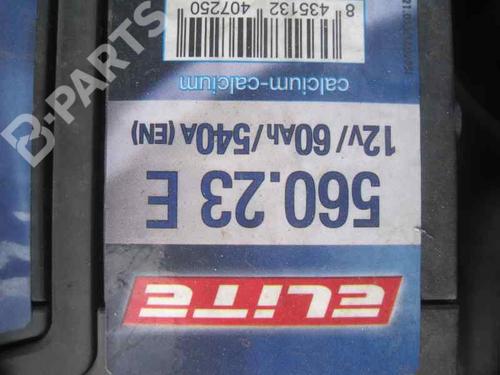 ELITE
560.23 E
12V/60Ah/540A (EN)
calcium-calcium
8 435132 407250
B-PARTS